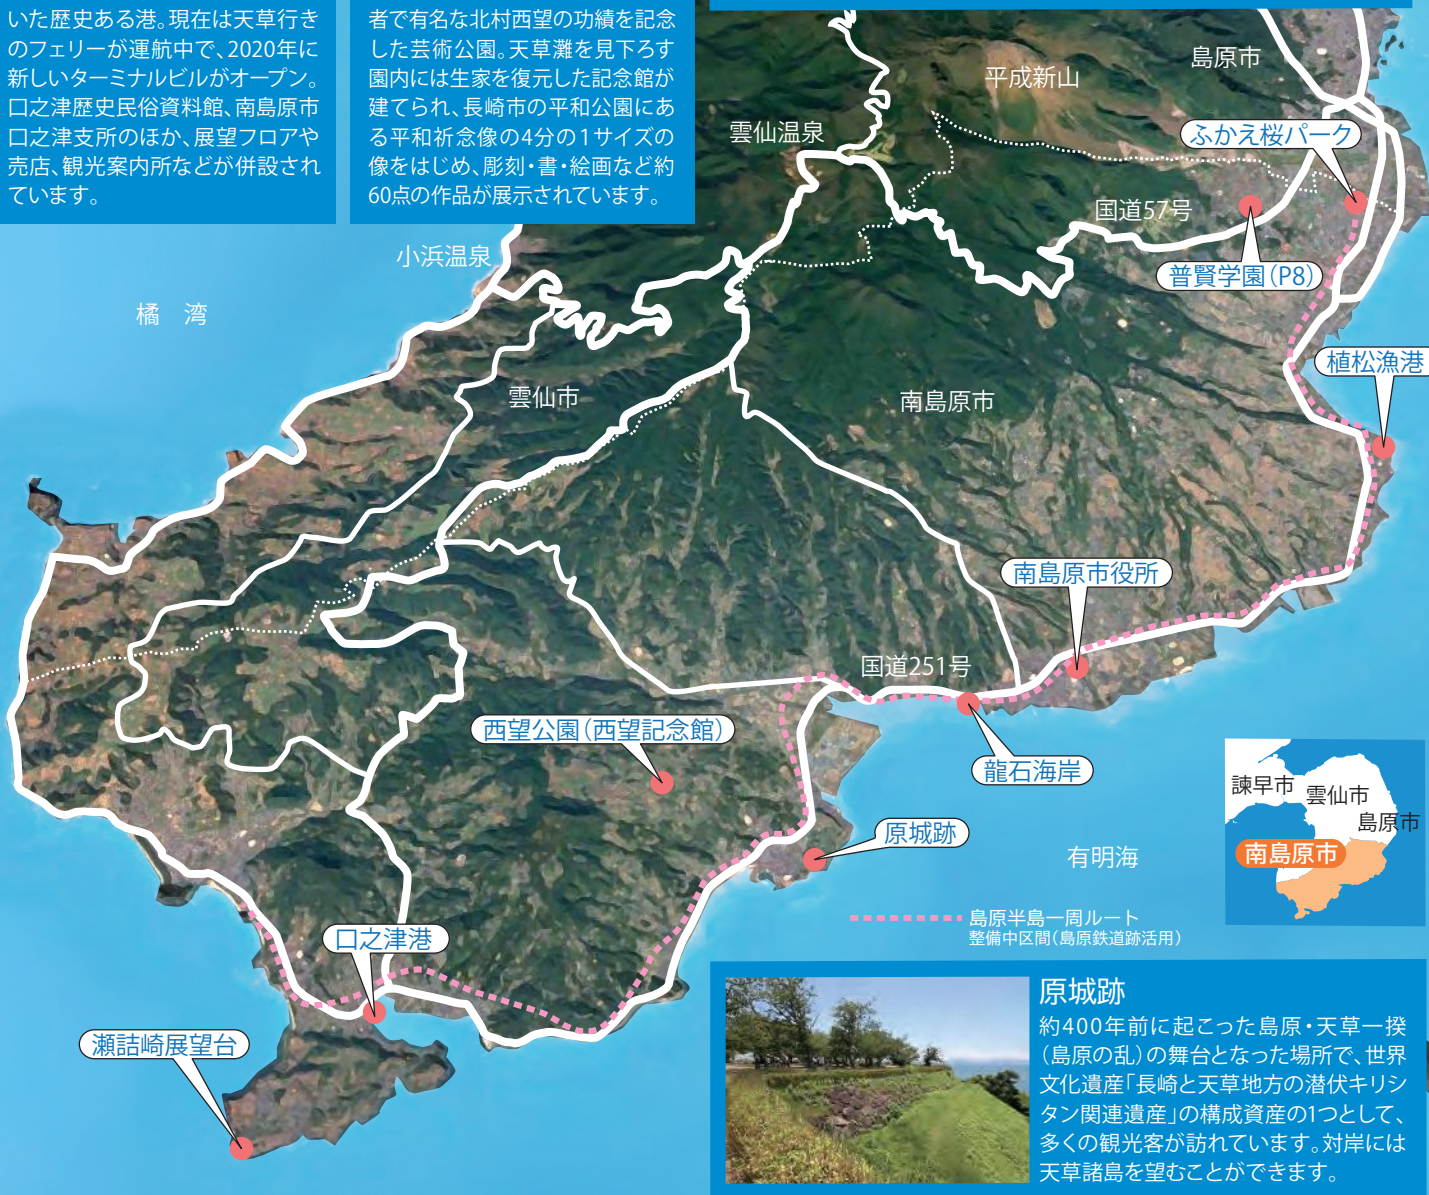 いた歴史ある港。現在は天草行き
のフェリーが運航中で、2020年に
新しいターミナルビルがオープン。
口之津歴史民俗資料館、南島原市
口之津支所のほか、展望フロアや
売店、観光案内所などが併設され
ています。
者で有名な北村西望の功績を記念
した芸術公園。天草灘を見下ろす
園内には生家を復元した記念館が
建てられ、長崎市の平和公園にあ
る平和祈念像の4分の1サイズの
像をはじめ、彫刻・書・絵画など約
60点の作品が展示されています。
島原市
平成新山
雲仙温泉
ふかえ桜パーク
国道57号
小浜温泉
普賢学園(P8)
橘 湾
植松漁港
雲仙市
南島原市
南島原市役所
国道251号
西望公園(西望記念館)
龍石海岸
諫早市
雲仙市
島原市
南島原市
原城跡
有明海
島原半島一周ルート
整備中区間(島原鉄道跡活用)
口之津港
瀬詰崎展望台
原城跡
約400年前に起こった島原・天草一揆
(島原の乱)の舞台となった場所で、世界
文化遺産「長崎と天草地方の潜伏キリシ
タン関連遺産」の構成資産の1つとして、
多くの観光客が訪れています。対岸には
天草諸島を望むことができます。